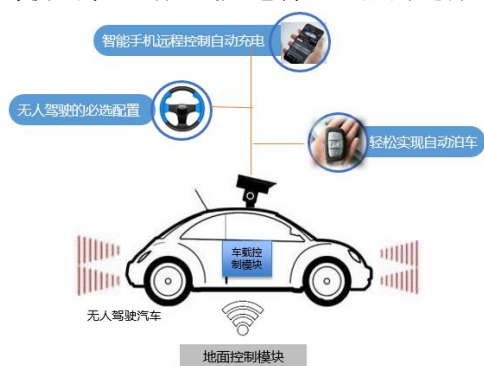 智能手机远程控制自动充电
无人驾驶的必选配置
轻松实现自动泊车
车载控
制模块
无人驾驶汽车
地面控制模块